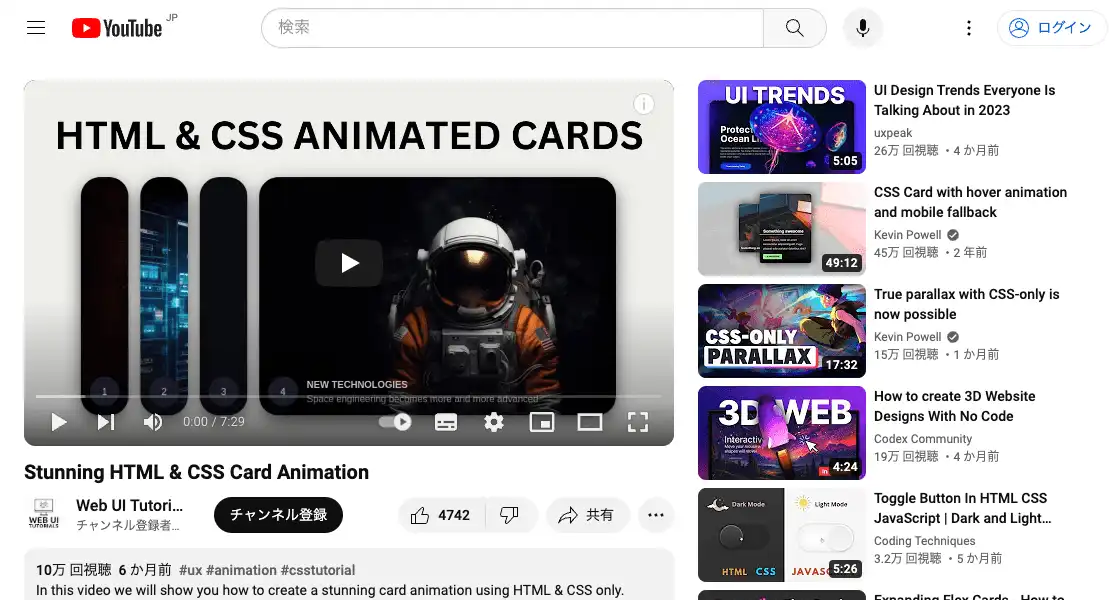 YouTube JP
検索
ログイン
HTML & CSS ANIMATED CARDS
1
2
3
4
NEW TECHNOLOGIES
Space engineering becomes more and more advanced
0:00 / 7:29
Stunning HTML & CSS Card Animation
WEB UI
TUTORIALS
Web UI Tutori...
チャンネル登録者...
チャンネル登録
4742
共有
10万 回視聴 6 か月前 #ux #animation #csstutorial
In this video we will show you how to create a stunning card animation using HTML & CSS only.
UI TRENDS
Protect
Ocean Li
5:05
UI Design Trends Everyone Is
Talking About in 2023
uxpeak
26万 回視聴 ・4 か月前
Something awesome
49:12
CSS Card with hover animation
and mobile fallback
Kevin Powell
45万 回視聴 ・2 年前
CSS-ONLY
PARALLAX
17:32
True parallax with CSS-only is
now possible
Kevin Powell
15万 回視聴 ・1 か月前
3D WEB
Interactiv
4:24
How to create 3D Website
Designs With No Code
Codex Community
19万 回視聴 ・4 か月前
Dark Mode
Light Mode
HTML CSS JAVASC
5:26
Toggle Button In HTML CSS
JavaScript | Dark and Light...
Coding Techniques
3.2万 回視聴 ・5 か月前
Expanding Flex Cards - How to